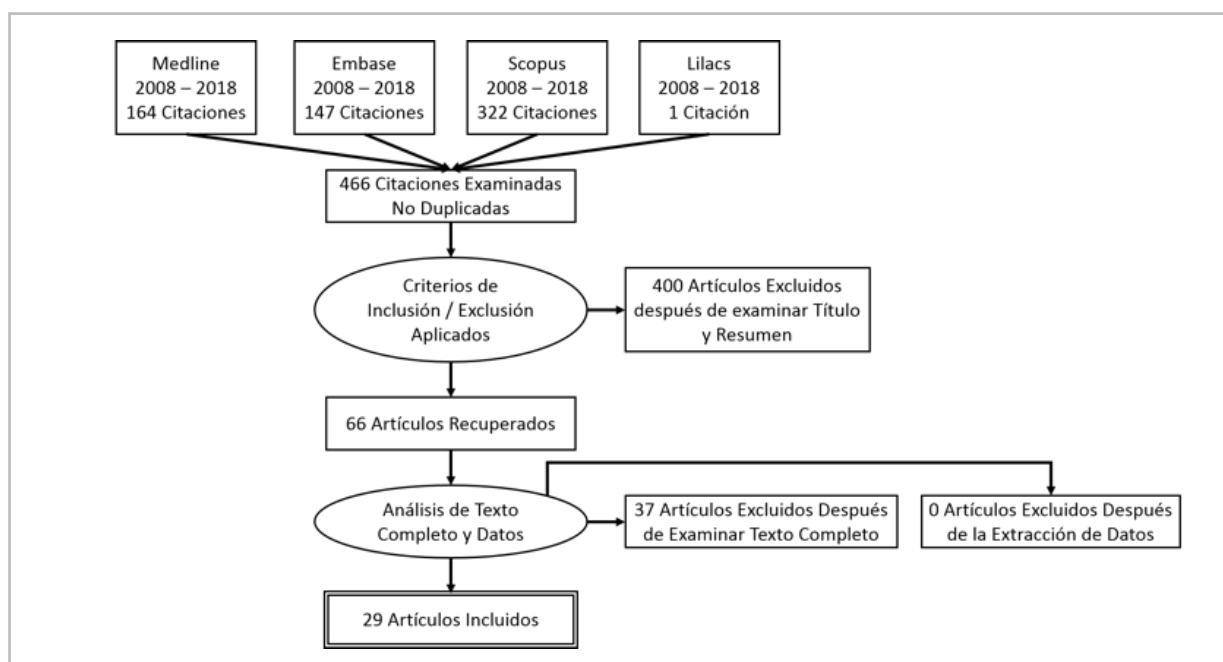 Medline
2008 – 2018
164 Citaciones
Embase
2008 – 2018
147 Citaciones
Scopus
2008 – 2018
322 Citaciones
Lilacs
2008 – 2018
1 Citación
466 Citaciones Examinadas
No Duplicadas
Criterios de
Inclusión / Exclusión
Aplicados
400 Artículos Excluidos
después de examinar Título
y Resumen
66 Artículos Recuperados
Análisis de Texto
Completo y Datos
37 Artículos Excluidos Después
de Examinar Texto Completo
0 Artículos Excluidos Después
de la Extracción de Datos
29 Artículos Incluidos